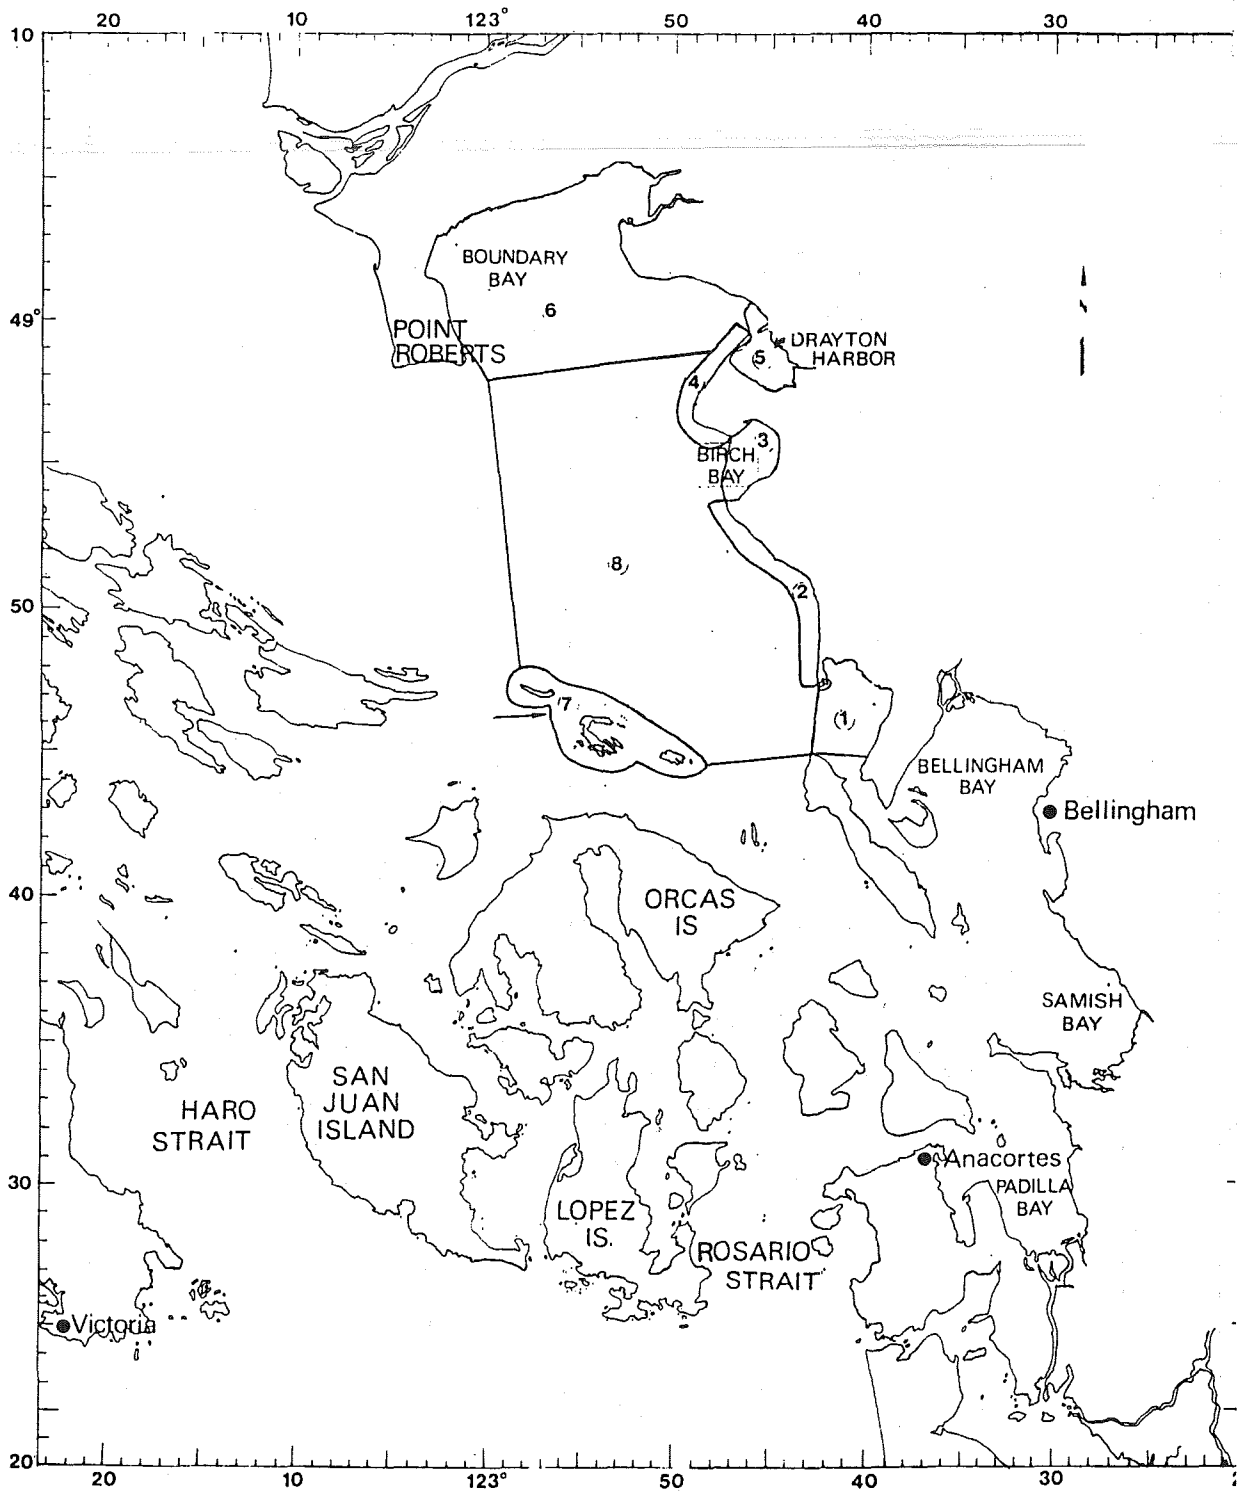 20 10 123° 50 40 30
10
BOUNDARY
BAY
6
49°
POINT
ROBERTS
DRAYTON
HARBOR
5
4
3
BIRCH
BAY
8
2
50
7
1
BELLINGHAM
BAY
Bellingham
40
ORCAS
IS
SAMISH
BAY
SAN
JUAN
ISLAND
HARO
STRAIT
Anacortes
30
PADILLA
BAY
LOPEZ
IS.
ROSARIO
STRAIT
Victoria
20
20 10 123° 50 40 30